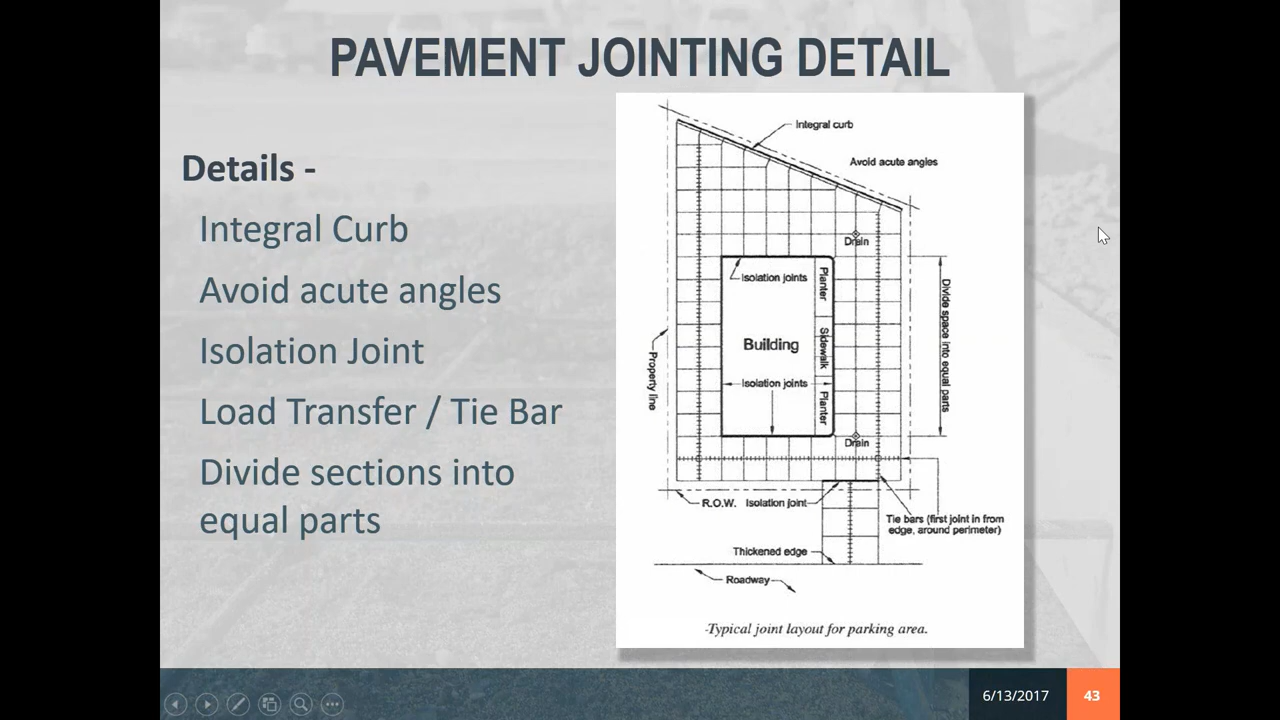 PAVEMENT JOINTING DETAIL
Details -
Integral Curb
Avoid acute angles
Isolation Joint
Load Transfer / Tie Bar
Divide sections into
equal parts
Integral curb
Avoid acute angles
Drain
Isolation joints
Planter
Building
Sidewalk
Isolation joints
Planter
Property line
Divide space into equal parts
Drain
R.O.W.
Isolation joint
Tie bars (first joint in from
edge, around perimeter)
Thickened edge
Roadway
-Typical joint layout for parking area.
6/13/2017
43